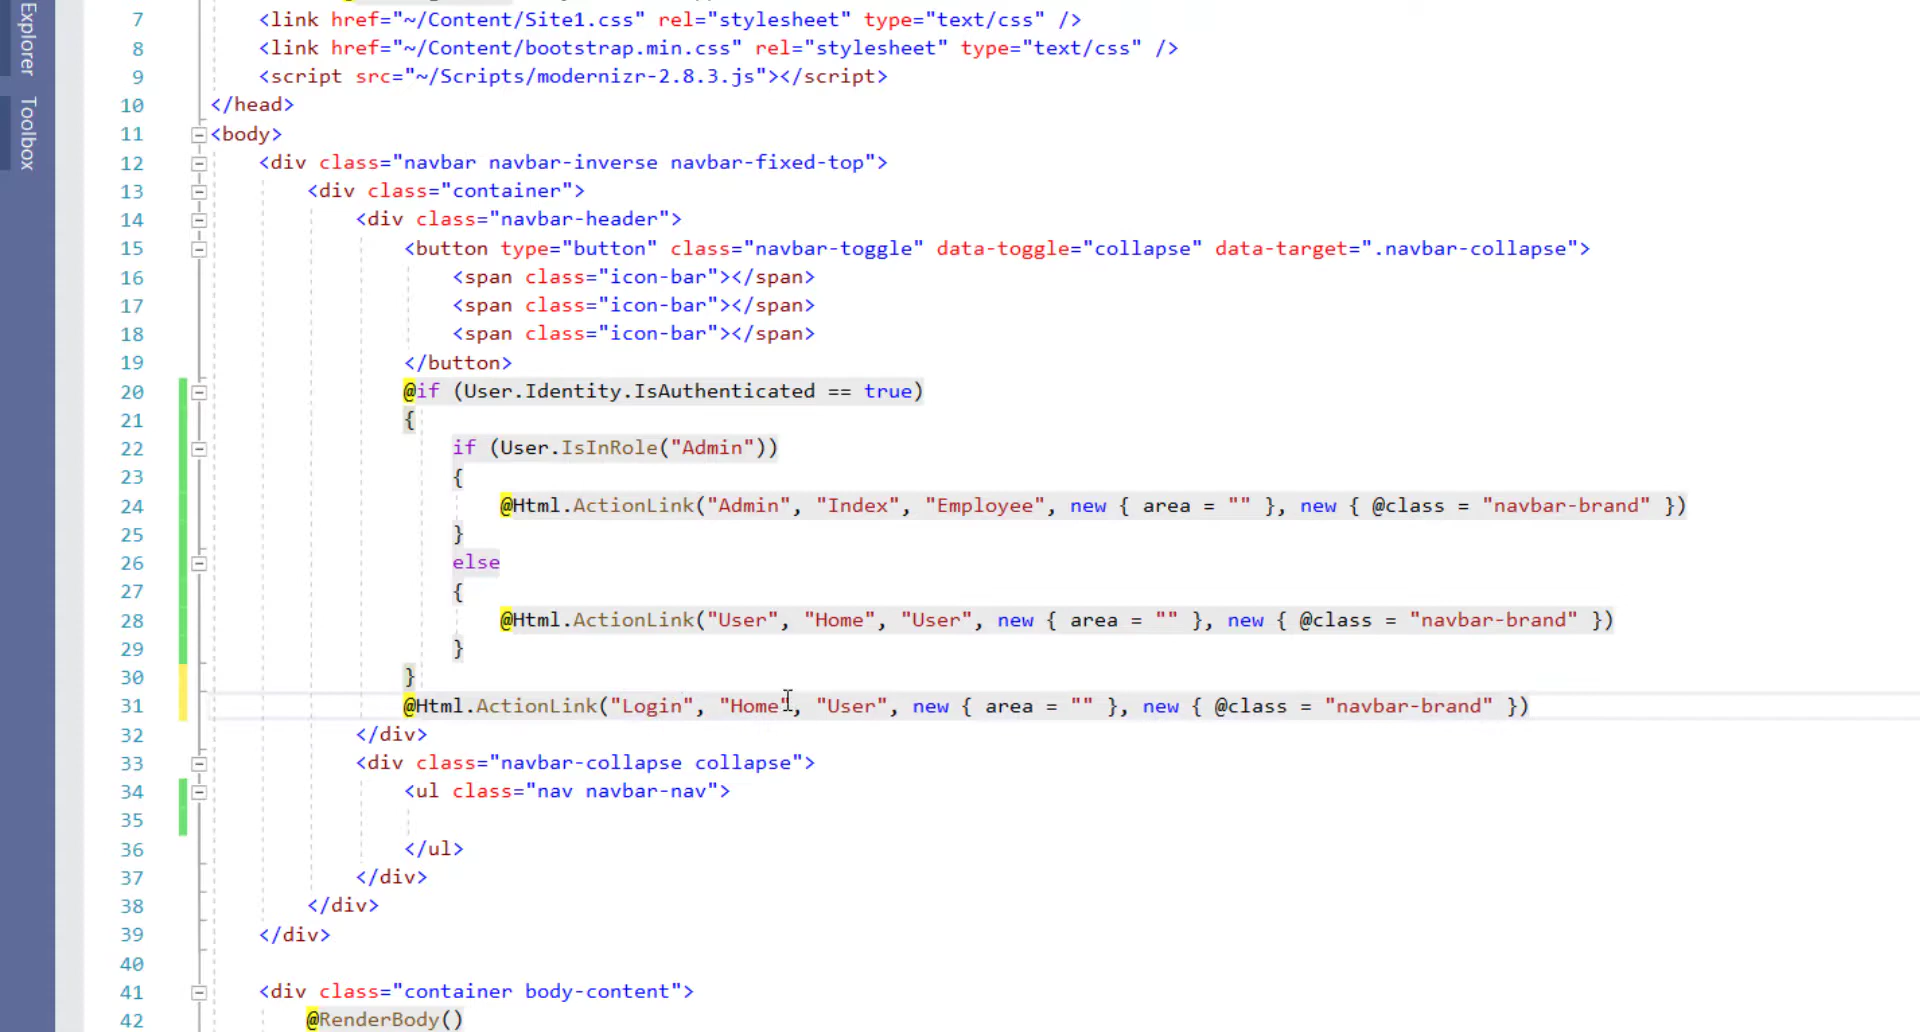 Explorer
Toolbox
7 <link href="~/Content/Site1.css" rel="stylesheet" type="text/css" />
8 <link href="~/Content/bootstrap.min.css" rel="stylesheet" type="text/css" />
9 <script src="~/Scripts/modernizr-2.8.3.js"></script>
10 </head>
11 <body>
12 <div class="navbar navbar-inverse navbar-fixed-top">
13 <div class="container">
14 <div class="navbar-header">
15 <button type="button" class="navbar-toggle" data-toggle="collapse" data-target=".navbar-collapse">
16 <span class="icon-bar"></span>
17 <span class="icon-bar"></span>
18 <span class="icon-bar"></span>
19 </button>
20 @if (User.Identity.IsAuthenticated == true)
21 {
22 if (User.IsInRole("Admin"))
23 {
24 @Html.ActionLink("Admin", "Index", "Employee", new { area = "" }, new { @class = "navbar-brand" })
25 }
26 else
27 {
28 @Html.ActionLink("User", "Home", "User", new { area = "" }, new { @class = "navbar-brand" })
29 }
30 }
31 @Html.ActionLink("Login", "Home", "User", new { area = "" }, new { @class = "navbar-brand" })
32 </div>
33 <div class="navbar-collapse collapse">
34 <ul class="nav navbar-nav">
35
36 </ul>
37 </div>
38 </div>
39 </div>
40
41 <div class="container body-content">
42 @RenderBody()